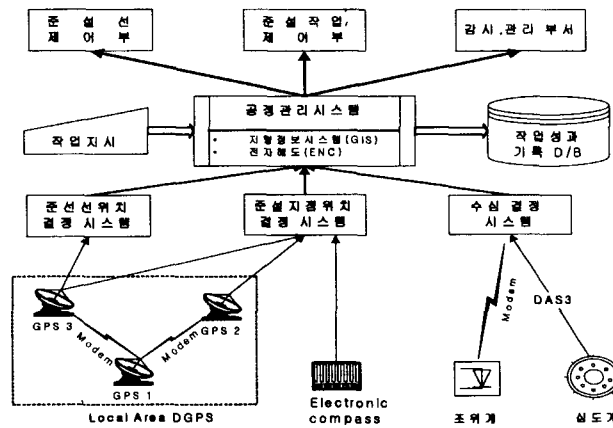 준 설 선
제 어 부
준 설 작 업/
제 어 부
감 시 . 관 리 부 서
공 정 관 리 시 스 템
작 업 지 시
• 지 형 정 보 시 스 템 (GIS)
• 전 자 해 도 (ENC)
작 업 성 과
기 록 D/B
준 선 선 위 치
결 정 시 스 템
준 설 지 점 위 치
결 정 시 스 템
수 심 결 정
시 스 템
GPS 3
Modem
Modem
GPS 2
GPS 1
Modem
DAS3
Local Area DGPS
Electronic
compass
조 위 계
심 도 계